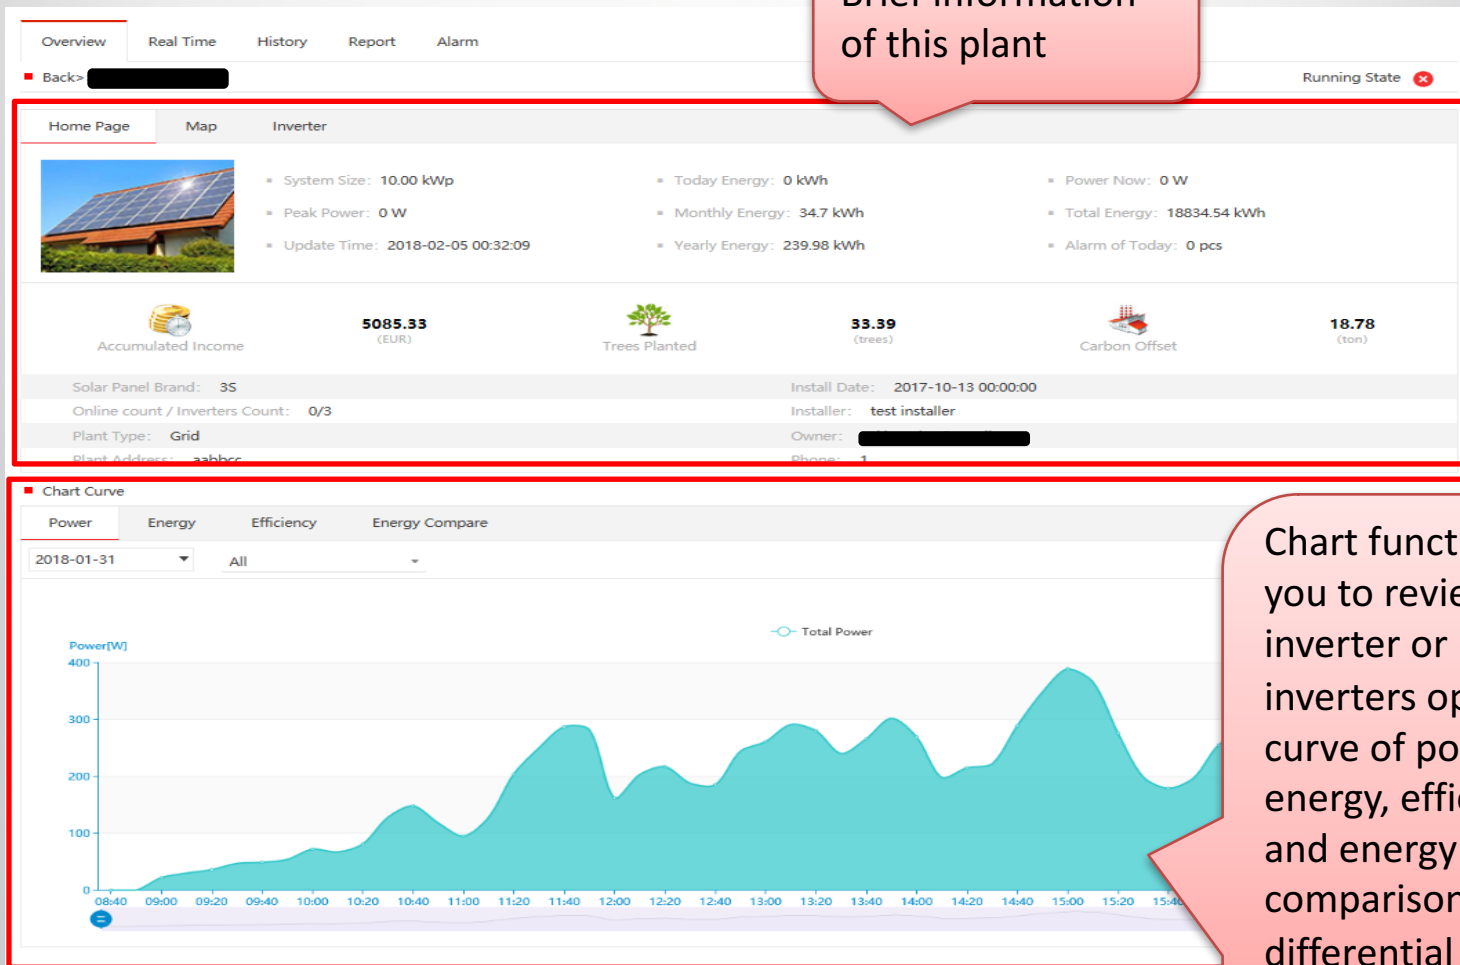 Brief information
of this plant
Overview Real Time History Report Alarm
Back> Running State
Home Page Map Inverter
System Size: 10.00 kWp Today Energy: 0 kWh Power Now: 0 W
Peak Power: 0 W Monthly Energy: 34.7 kWh Total Energy: 18834.54 kWh
Update Time: 2018-02-05 00:32:09 Yearly Energy: 239.98 kWh Alarm of Today: 0 pcs
Accumulated Income 5085.33 (EUR) Trees Planted 33.39 (trees) Carbon Offset 18.78 (ton)
Solar Panel Brand: 3S Install Date: 2017-10-13 00:00:00
Online count / Inverters Count: 0/3 Installer: test installer
Plant Type: Grid Owner:
Plant Address: aabbcc Phone: 1
Chart Curve
Power Energy Efficiency Energy Compare
2018-01-31 All
Total Power
Power[W]
400
300
200
100
0
08:40 09:00 09:20 09:40 10:00 10:20 10:40 11:00 11:20 11:40 12:00 12:20 12:40 13:00 13:20 13:40 14:00 14:20 14:40 15:00 15:20 15:40
Chart
you to
inverter or
inverters
curve of
energy,
and energy
comparison
differential